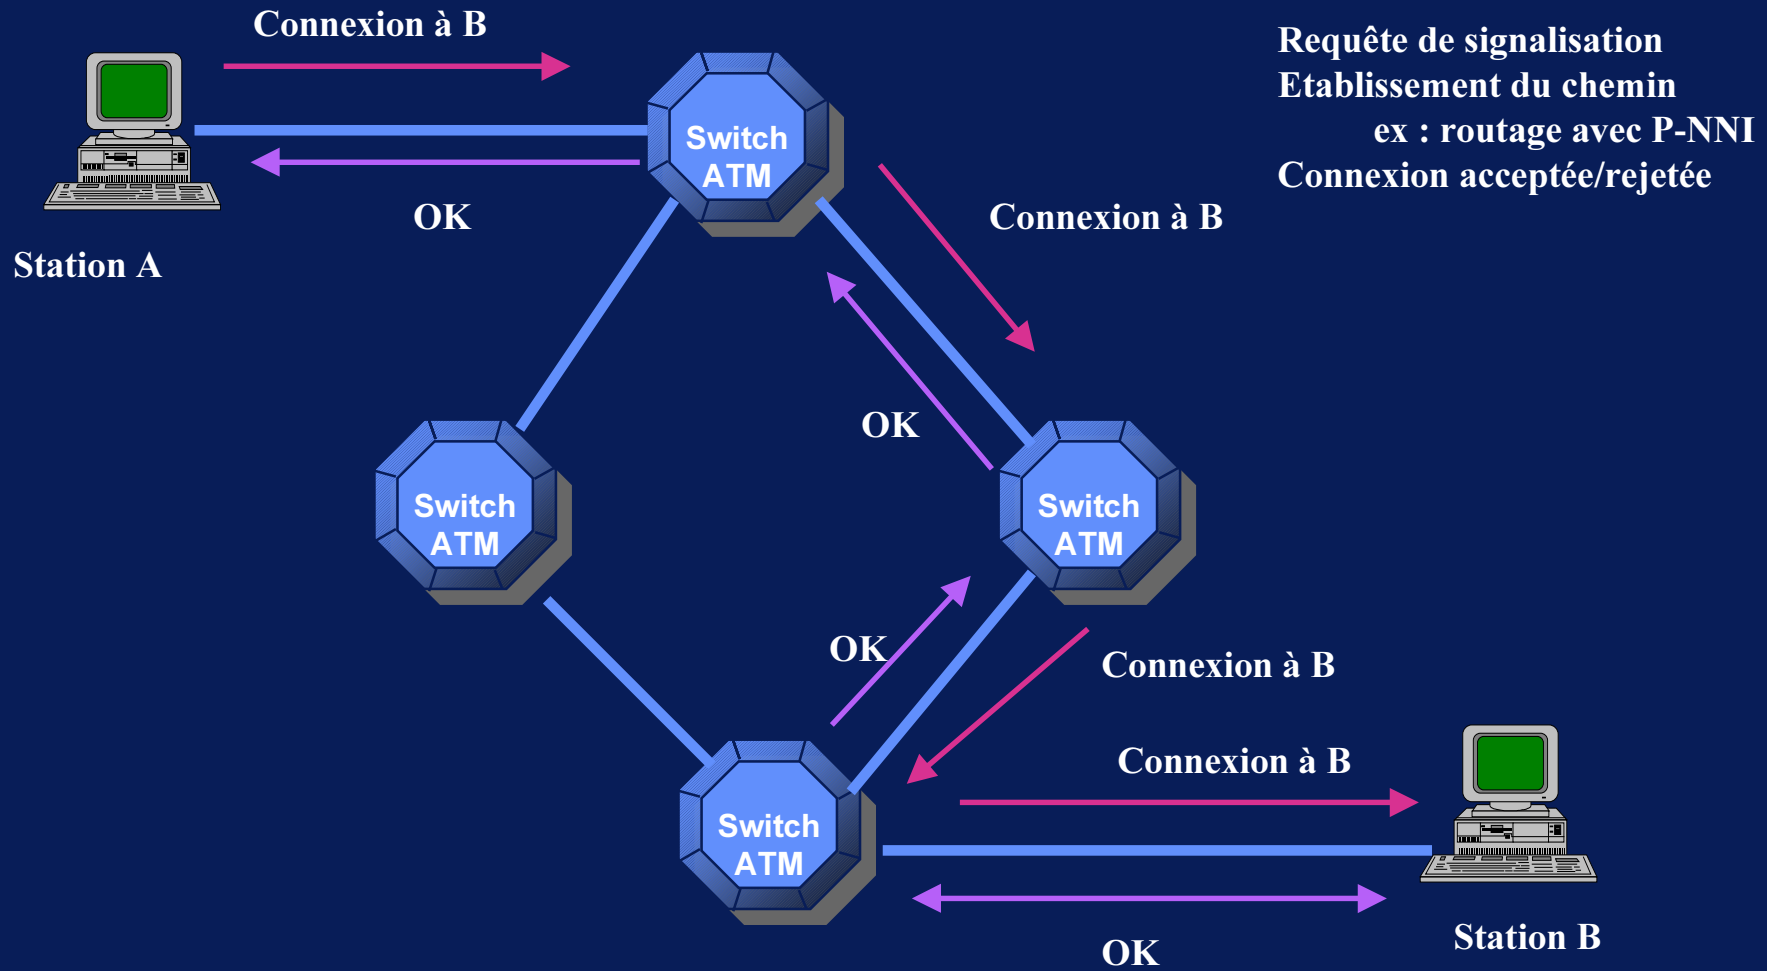 Connexion à B
Requête de signalisation
Etablissement du chemin
ex : routage avec P-NNI
Connexion acceptée/rejetée
Switch
ATM
OK
Connexion à B
Station A
OK
Switch
ATM
Switch
ATM
OK
Connexion à B
Connexion à B
Switch
ATM
OK
Station B